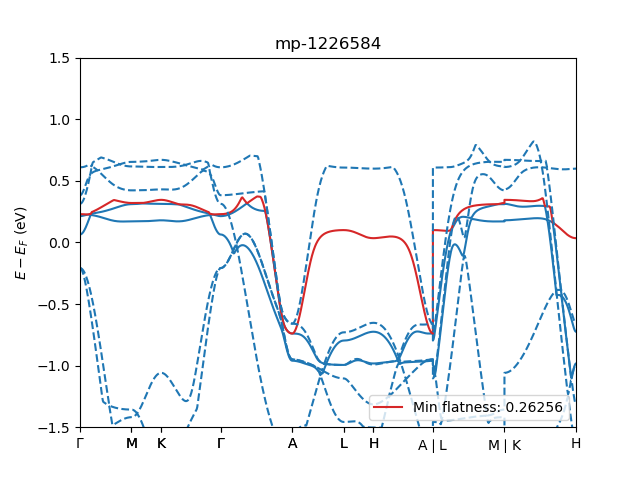 mp-1226584
1.5
1.0
0.5
0.0
−0.5
−1.0
−1.5
E − E_F (eV)
Min flatness: 0.26256
Γ M K Γ A L H A | L M | K H